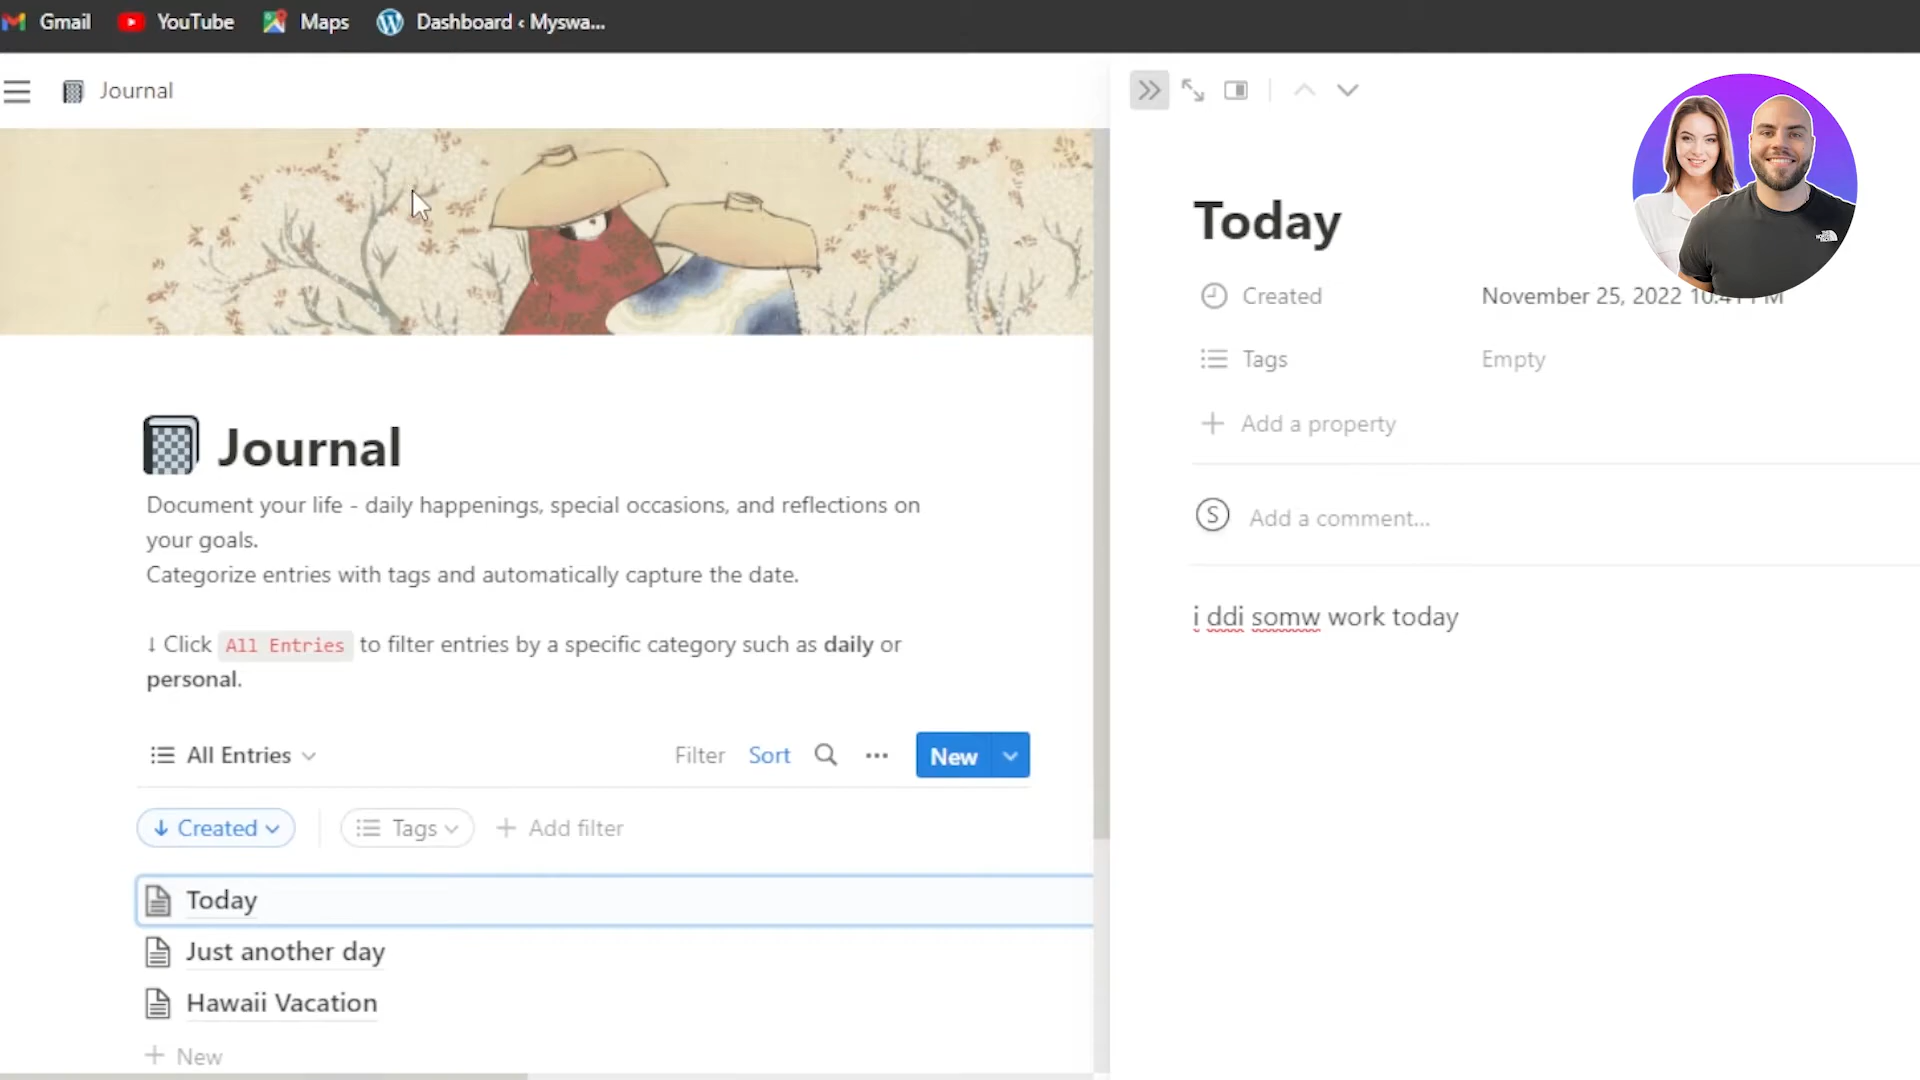 Gmail
YouTube
Maps
Dashboard ‹ Myswa...
Journal
Journal
Document your life - daily happenings, special occasions, and reflections on
your goals.
Categorize entries with tags and automatically capture the date.
↓ Click All Entries to filter entries by a specific category such as daily or
personal.
All Entries
Filter
Sort
New
↓ Created
Tags
+ Add filter
Today
Just another day
Hawaii Vacation
+ New
Today
Created
November 25, 2022
Tags
Empty
+ Add a property
S
Add a comment...
i ddi somw work today